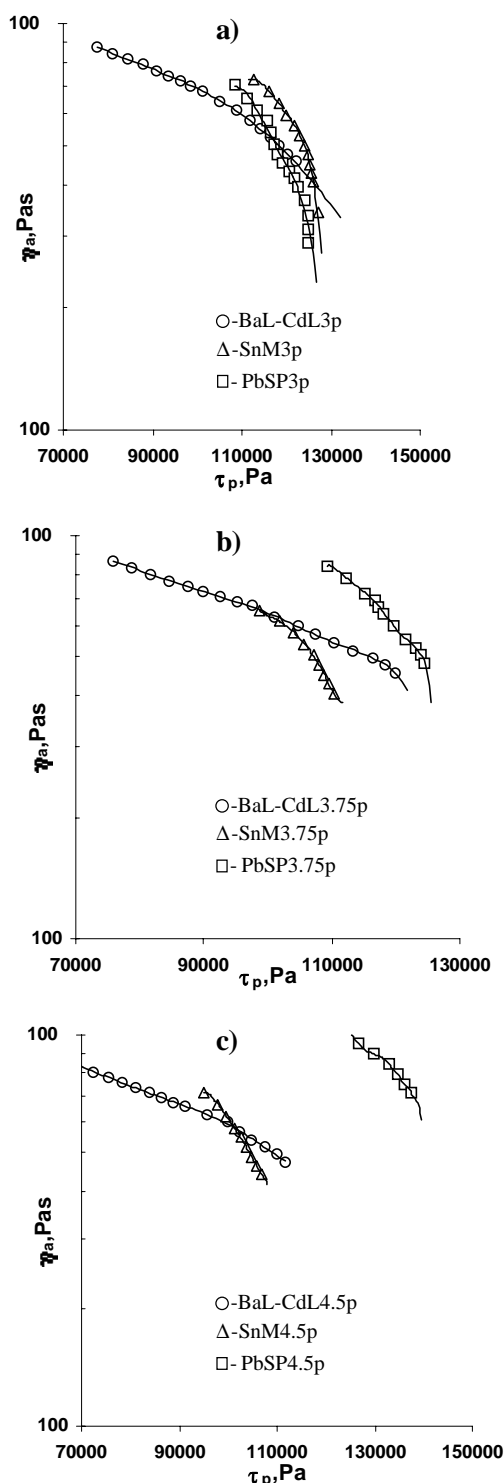 a)
100
ηa,Pas
○-BaL-CdL3p
△-SnM3p
□- PbSP3p
100
70000 90000 110000 130000 150000
τp,Pa
b)
100
ηa,Pas
○-BaL-CdL3.75p
△-SnM3.75p
□- PbSP3.75p
100
70000 90000 110000 130000
τp,Pa
c)
100
ηa,Pas
○-BaL-CdL4.5p
△-SnM4.5p
□- PbSP4.5p
100
70000 90000 110000 130000 150000
τp,Pa